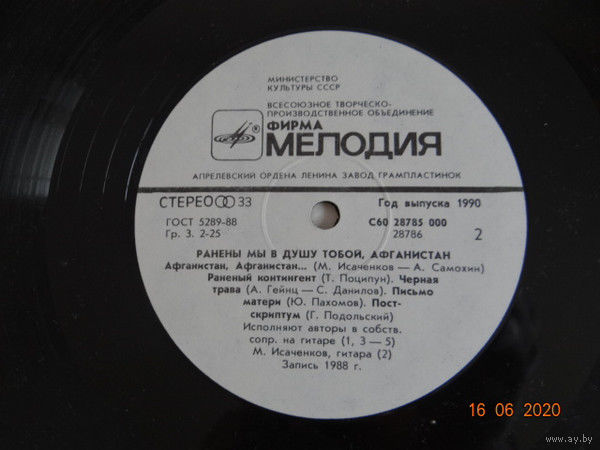 МИНИСТЕРСТВО
КУЛЬТУРЫ СССР
ВСЕСОЮЗНОЕ ТВОРЧЕСКО-
ПРОИЗВОДСТВЕННОЕ ОБЪЕДИНЕНИЕ
ФИРМА
МЕЛОДИЯ
АПРЕЛЕВСКИЙ ОРДЕНА ЛЕНИНА ЗАВОД ГРАМПЛАСТИНОК
СТЕРЕО 33
Год выпуска 1990
ГОСТ 5289-88
С60 28785 000
Гр. 3. 2-25
28786
2
РАНЕНЫ МЫ В ДУШУ ТОБОЙ, АФГАНИСТАН
Афганистан, Афганистан... (М. Исаченков — А. Самохин)
Раненый контингент (Т. Поципун). Черная
трава (А. Гейнц — С. Данилов). Письмо
матери (Ю. Пахомов). Пост-
скриптум (Г. Подольский)
Исполняют авторы в собств.
сопр. на гитаре (1, 3 — 5)
М. Исаченков, гитара (2)
Запись 1988 г.
16 06 2020
www.ay.by